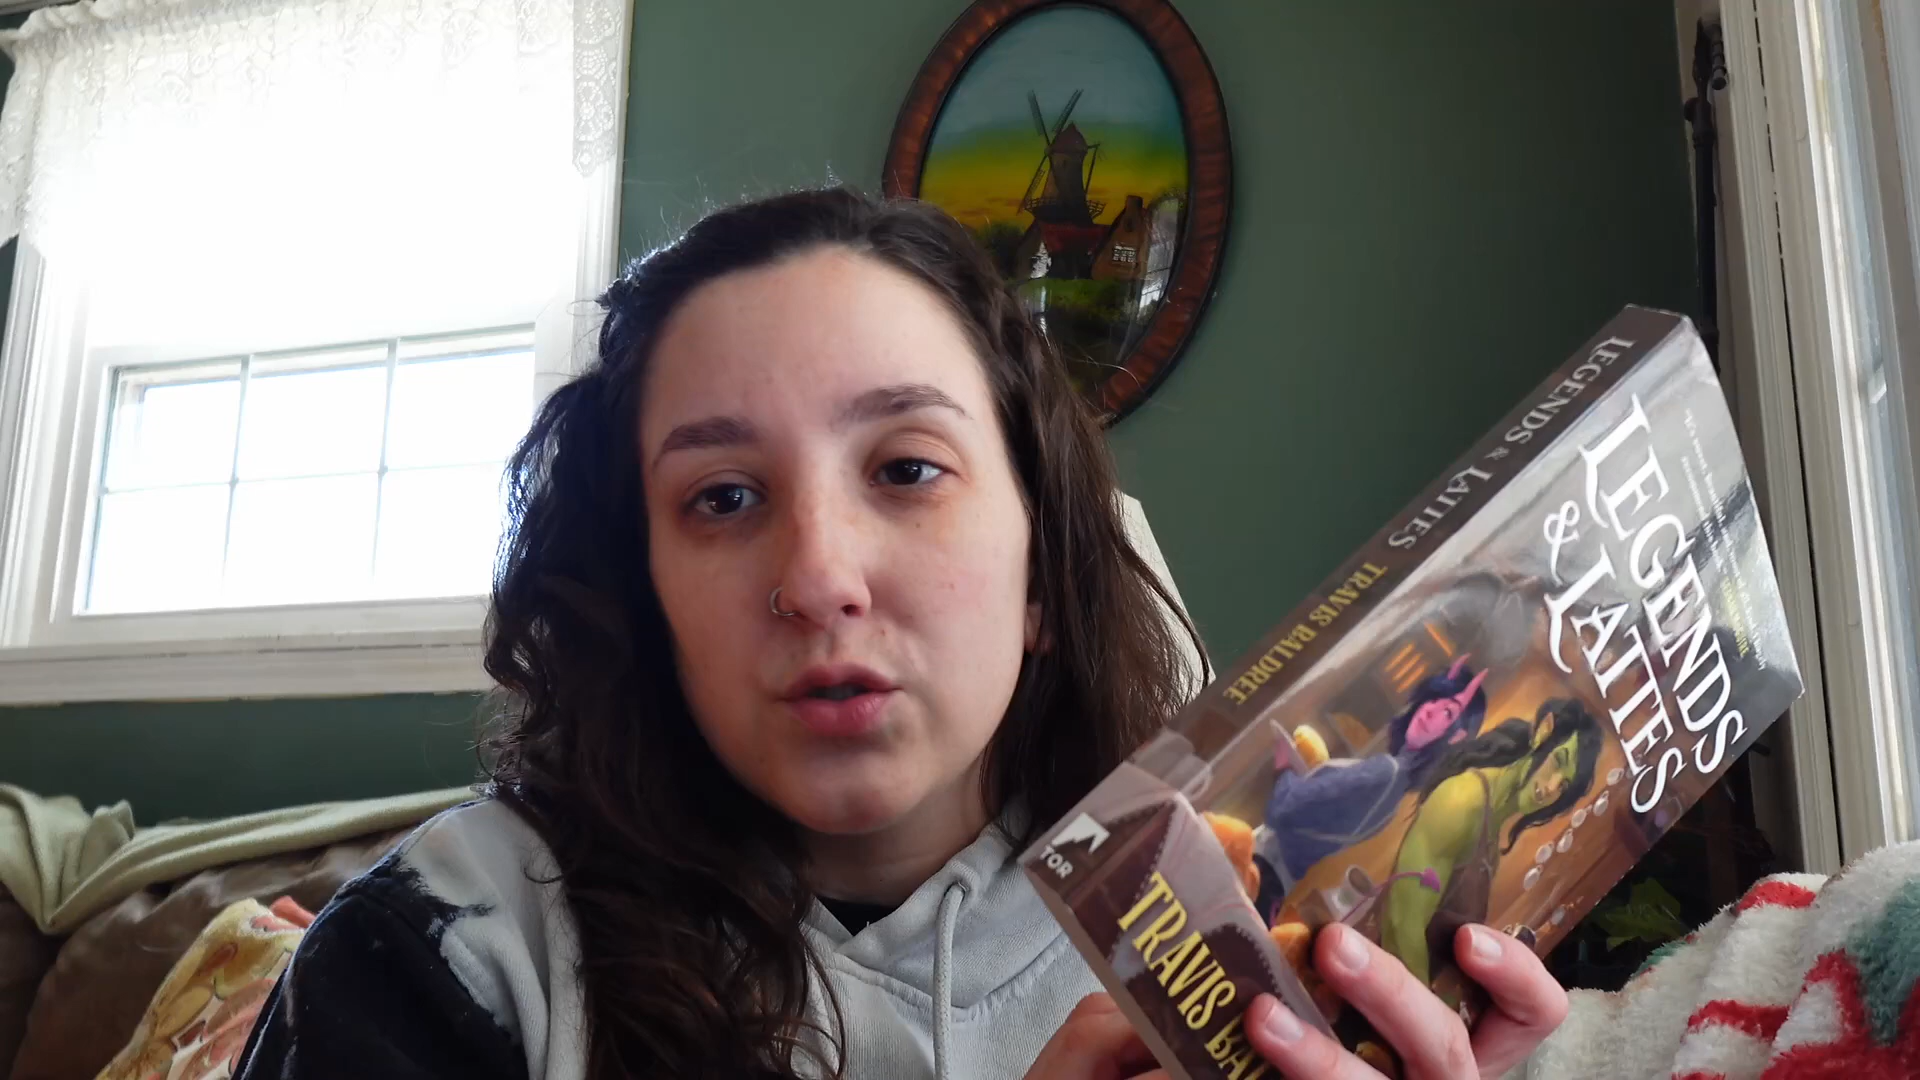 LEGENDS & LATTES
TRAVIS BALDREE
LEGENDS
& LATTES
TOR
TRAVIS BA